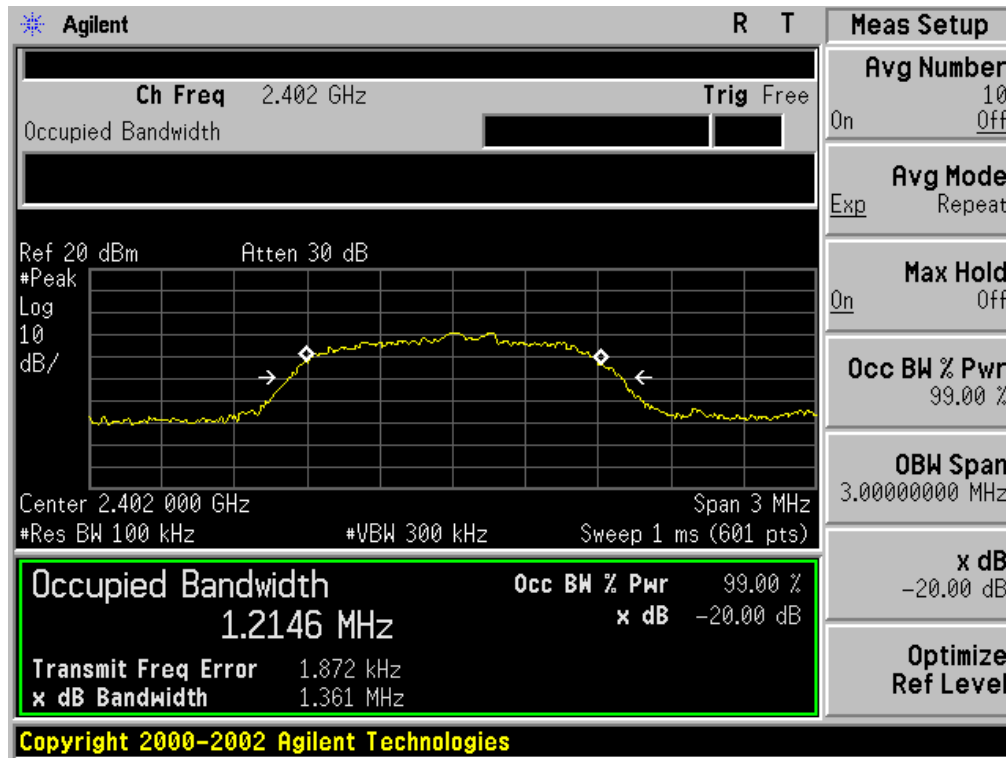 Agilent R T
Ch Freq 2.402 GHz Trig Free
Occupied Bandwidth
Ref 20 dBm Atten 30 dB
#Peak
Log
10
dB/
Center 2.402 000 GHz Span 3 MHz
#Res BW 100 kHz #VBW 300 kHz Sweep 1 ms (601 pts)
Occupied Bandwidth Occ BW % Pwr 99.00 %
1.2146 MHz x dB -20.00 dB
Transmit Freq Error 1.872 kHz
x dB Bandwidth 1.361 MHz
Copyright 2000-2002 Agilent Technologies
Meas Setup
Avg Number
10
On Off
Avg Mode
Exp Repeat
Max Hold
On Off
Occ BW % Pwr
99.00 %
OBW Span
3.00000000 MHz
x dB
-20.00 dB
Optimize
Ref Level